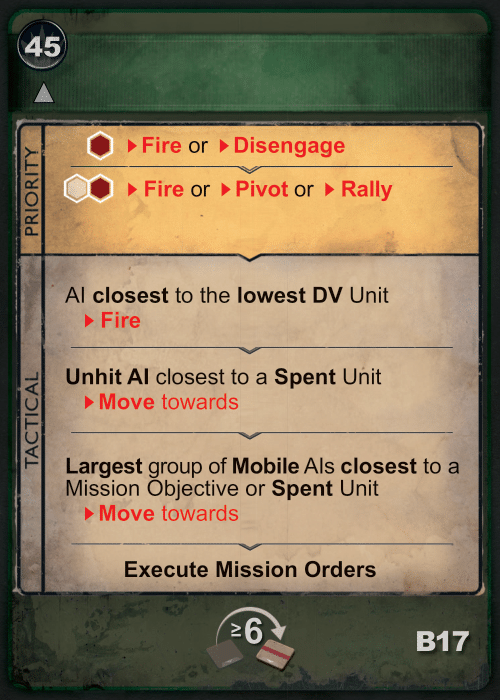 45
PRIORITY
Fire or Disengage
Fire or Pivot or Rally
TACTICAL
AI closest to the lowest DV Unit
Fire
Unhit AI closest to a Spent Unit
Move towards
Largest group of Mobile AIs closest to a
Mission Objective or Spent Unit
Move towards
Execute Mission Orders
≥6
B17